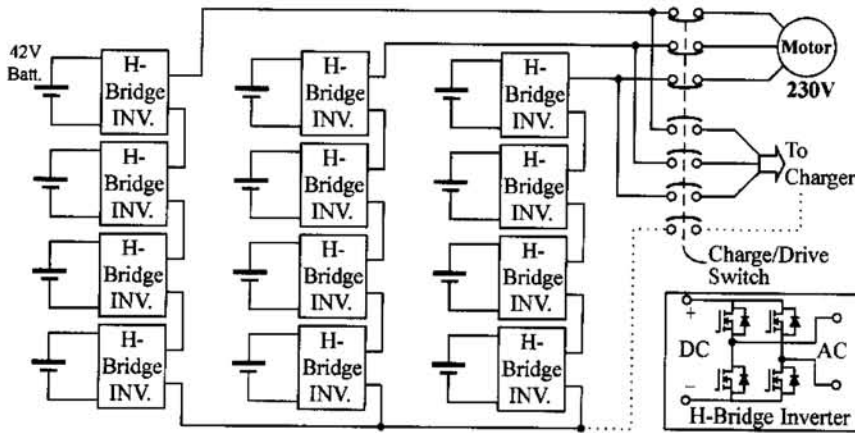 42V
Batt.
H-
Bridge
INV.
H-
Bridge
INV.
H-
Bridge
INV.
H-
Bridge
INV.
H-
Bridge
INV.
H-
Bridge
INV.
H-
Bridge
INV.
H-
Bridge
INV.
H-
Bridge
INV.
H-
Bridge
INV.
H-
Bridge
INV.
H-
Bridge
INV.
Motor
230V
To
Charger
Charge/Drive
Switch
+
DC
AC
−
H-Bridge Inverter